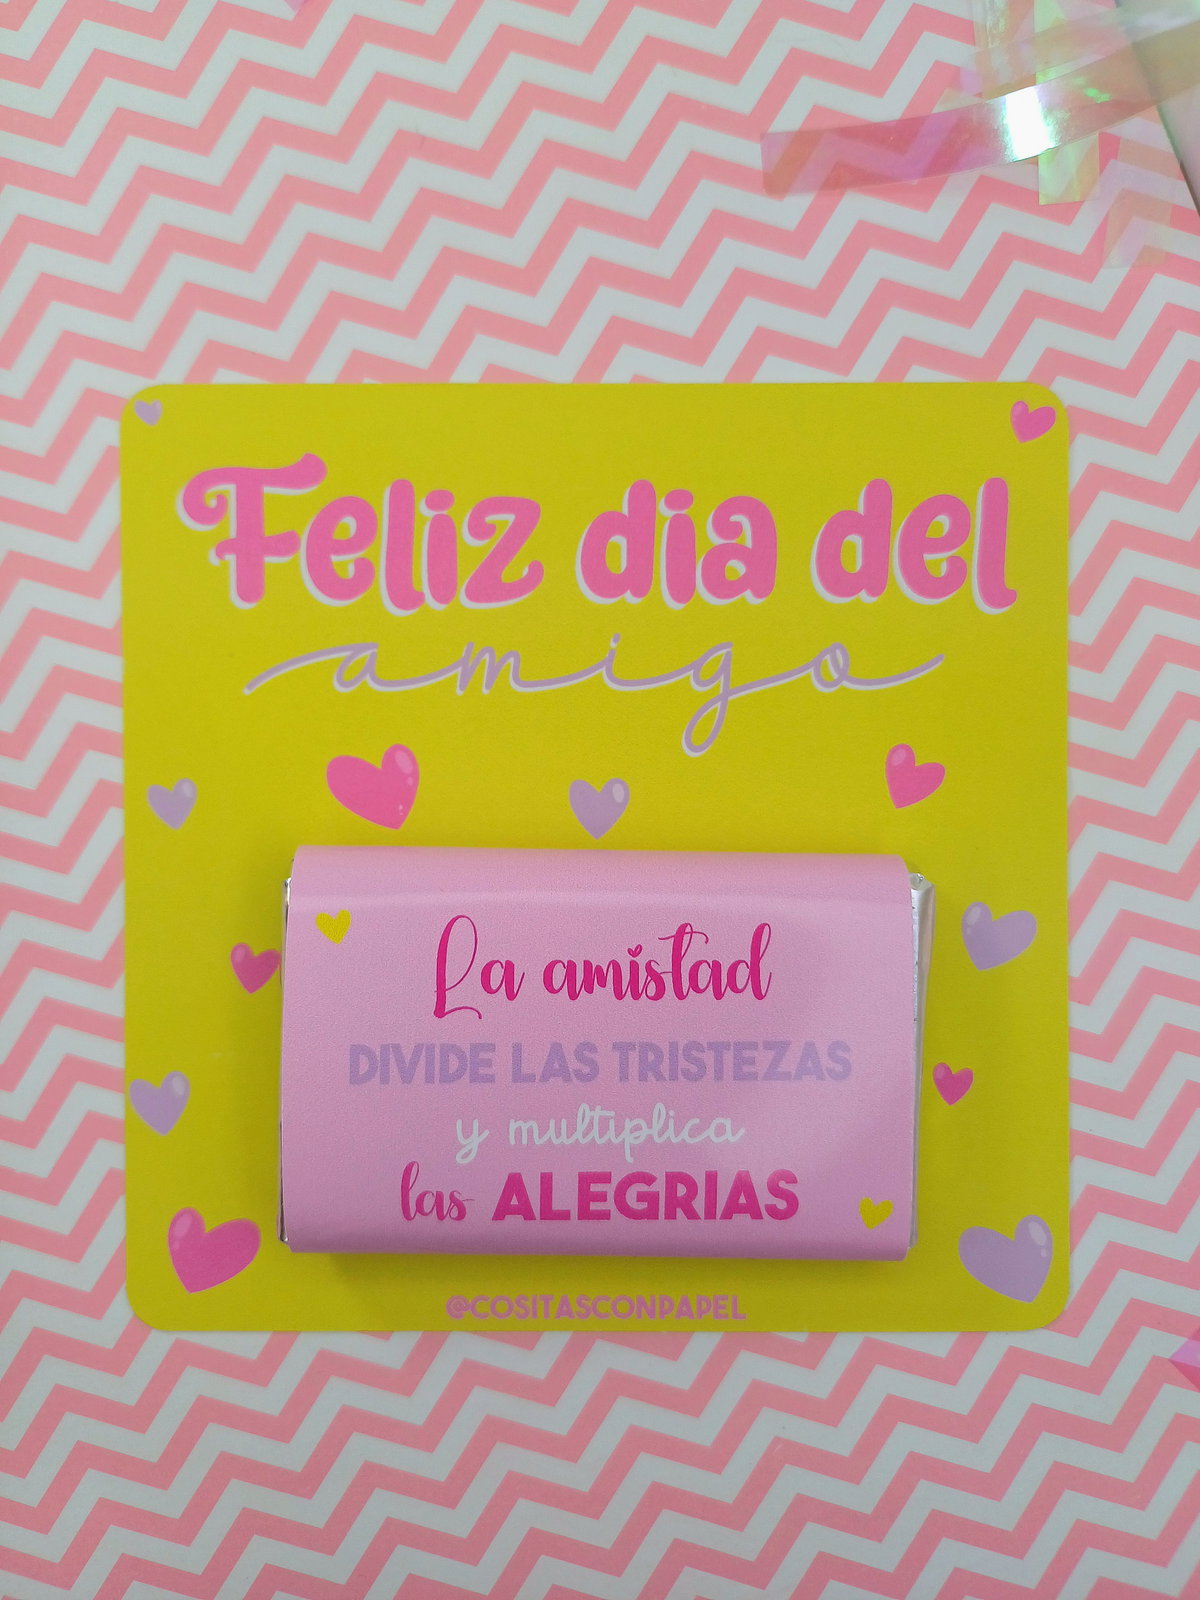 Feliz dia del
amigo
La amistad
DIVIDE LAS TRISTEZAS
y multiplica
las ALEGRIAS
@COSITASCONPAPEL